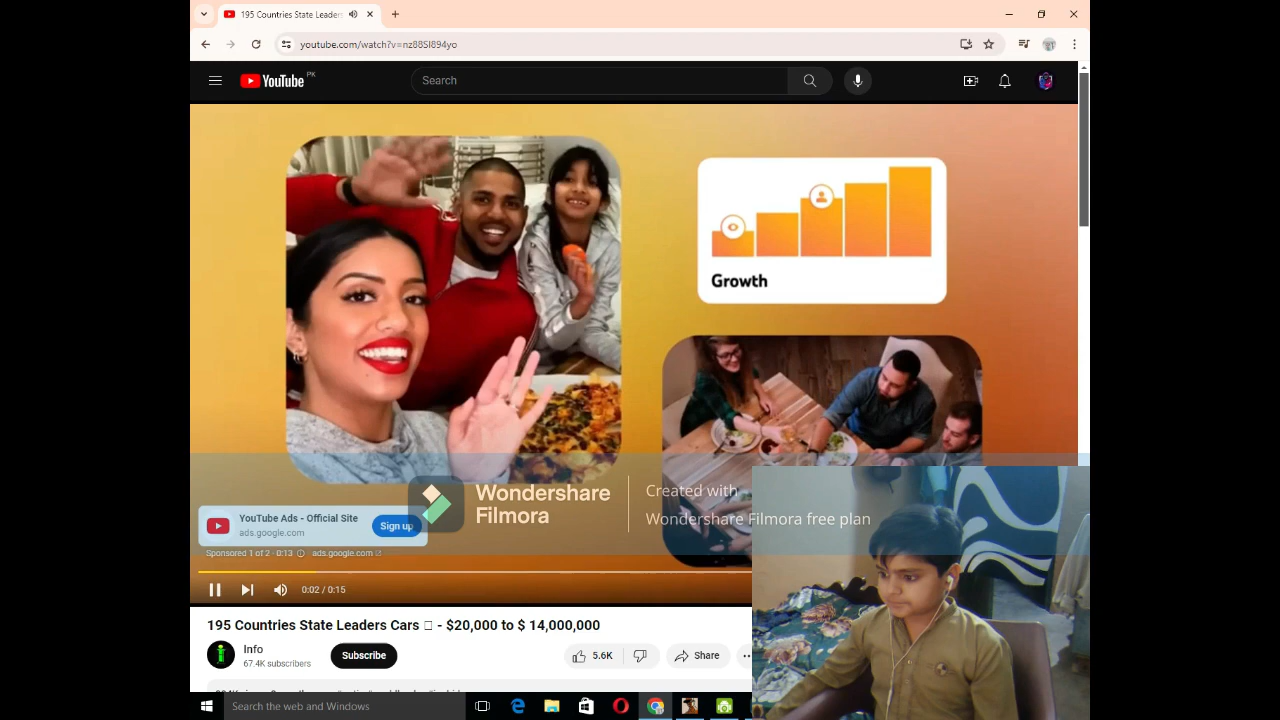 195 Countries State Leaders
youtube.com/watch?v=nz88Sl894yo
YouTube PK
Search
Growth
Wondershare
Filmora
Created with
Wondershare Filmora free plan
YouTube Ads - Official Site
ads.google.com
Sign up
Sponsored 1 of 2 · 0:13
ads.google.com
0:02 / 0:15
195 Countries State Leaders Cars - $20,000 to $ 14,000,000
Info
67.4K subscribers
Subscribe
5.6K
Share
Search the web and Windows